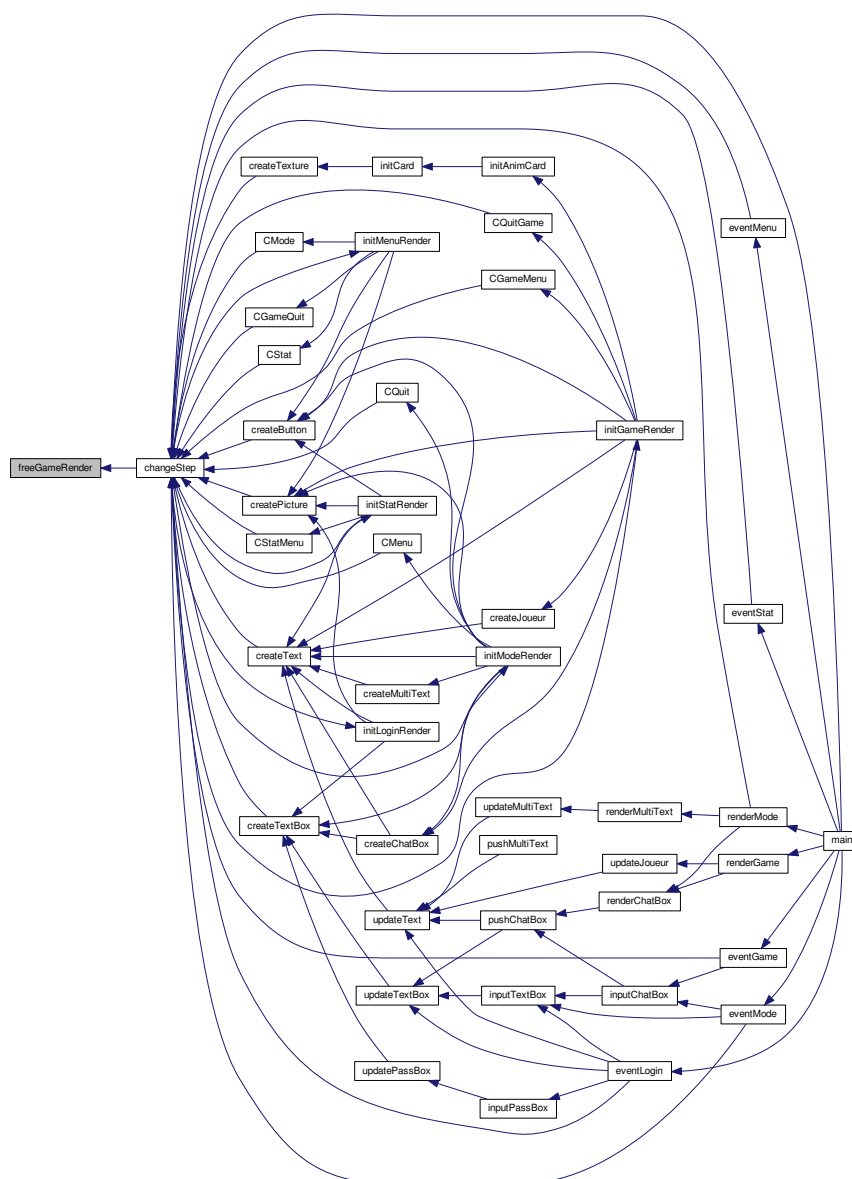 createTexture
initCard
initAnimCard
CQuitGame
eventMenu
CMode
initMenuRender
CGameMenu
CGameQuit
CStat
CQuit
createButton
initGameRender
freeGameRender
changeStep
createPicture
initStatRender
CStatMenu
CMenu
eventStat
createJoueur
createText
initModeRender
createMultiText
initLoginRender
updateMultiText
renderMultiText
renderMode
createTextBox
createChatBox
pushMultiText
main
updateJoueur
renderGame
renderChatBox
updateText
pushChatBox
eventGame
updateTextBox
inputTextBox
inputChatBox
eventMode
updatePassBox
eventLogin
inputPassBox